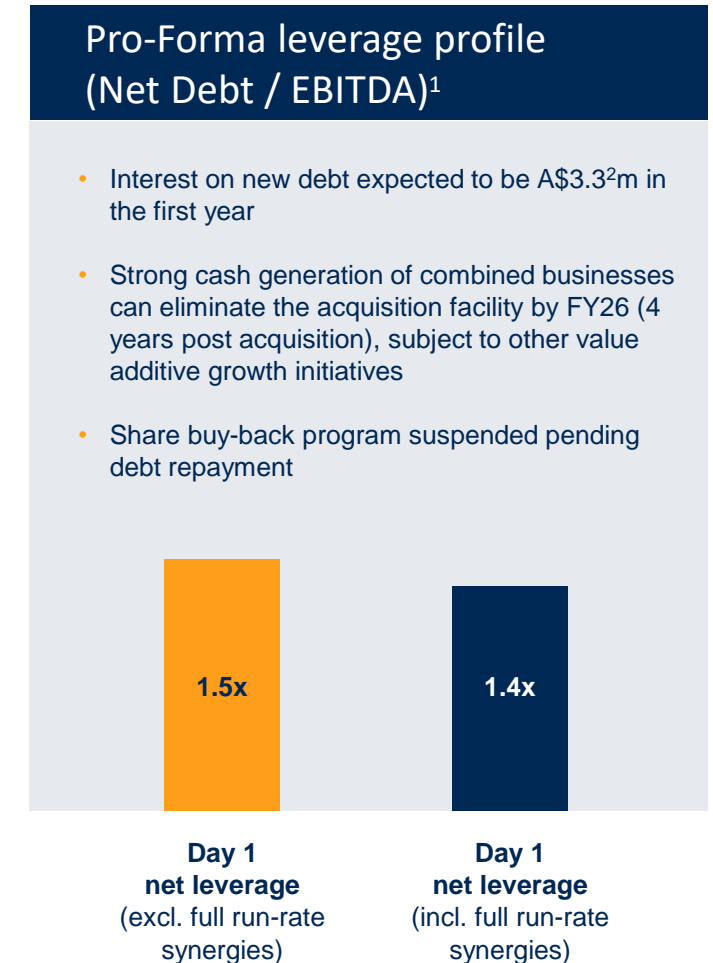 Pro-Forma leverage profile
(Net Debt / EBITDA)¹
• Interest on new debt expected to be A$3.3²m in
the first year
• Strong cash generation of combined businesses
can eliminate the acquisition facility by FY26 (4
years post acquisition), subject to other value
additive growth initiatives
• Share buy-back program suspended pending
debt repayment
1.5x
1.4x
Day 1
net leverage
(excl. full run-rate
synergies)
Day 1
net leverage
(incl. full run-rate
synergies)